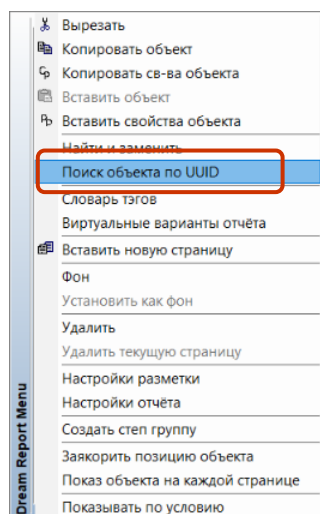 Вырезать
Копировать объект
Копировать св-ва объекта
Вставить объект
Вставить свойства объекта
Найти и заменить
Поиск объекта по UUID
Словарь тэгов
Виртуальные варианты отчёта
Вставить новую страницу
Фон
Установить как фон
Удалить
Удалить текущую страницу
Настройки разметки
Настройки отчёта
Создать степ группу
Заякорить позицию объекта
Показ объекта на каждой странице
Показывать по условию
Dream Report Menu